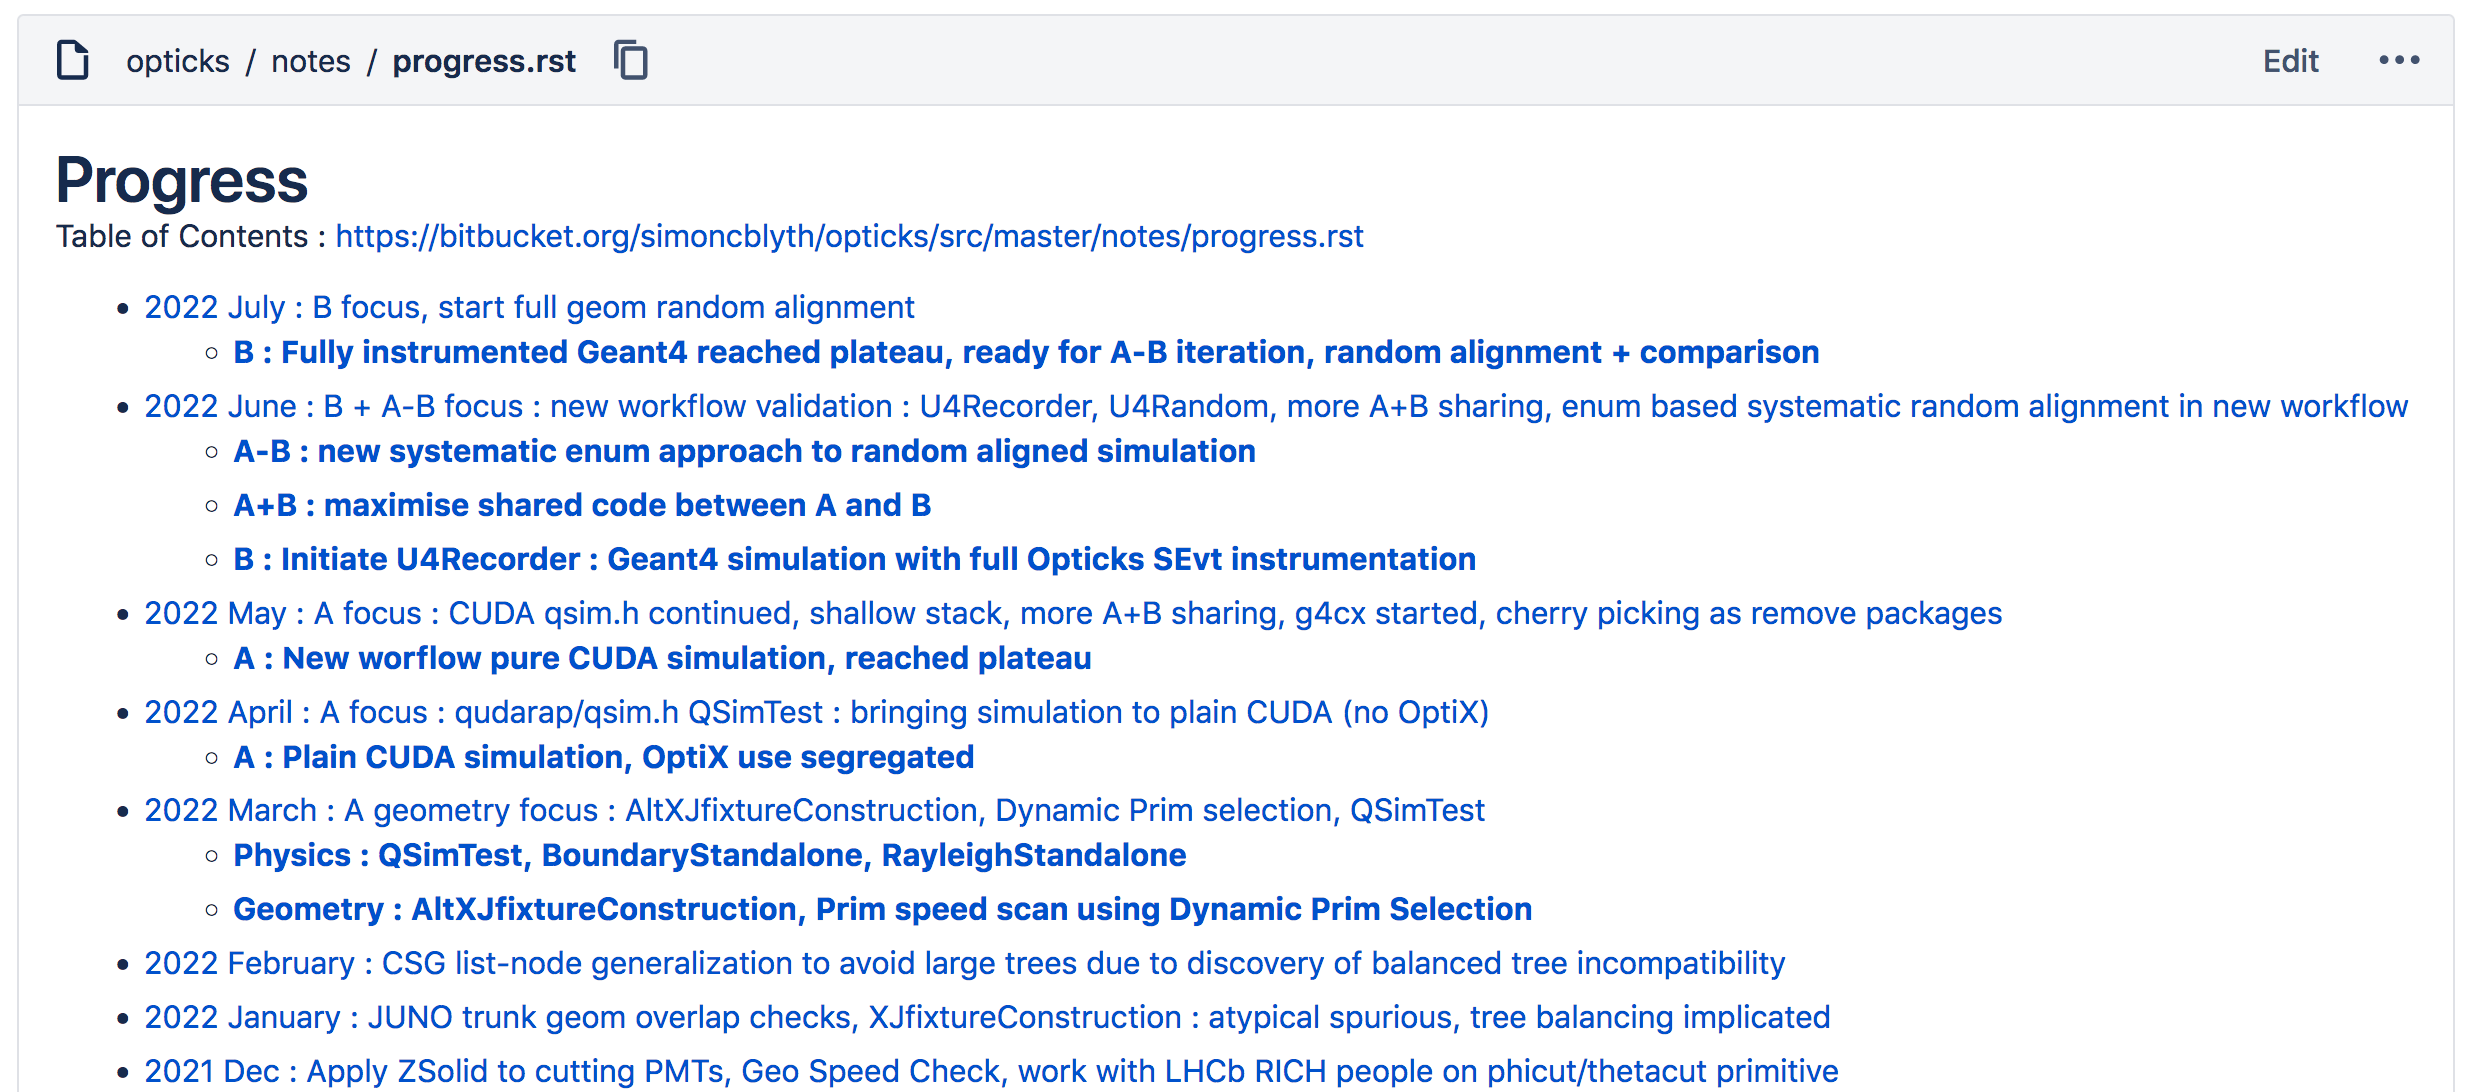 opticks / notes / progress.rst
Edit
Progress
Table of Contents : https://bitbucket.org/simoncblyth/opticks/src/master/notes/progress.rst
2022 July : B focus, start full geom random alignment
B : Fully instrumented Geant4 reached plateau, ready for A-B iteration, random alignment + comparison
2022 June : B + A-B focus : new workflow validation : U4Recorder, U4Random, more A+B sharing, enum based systematic random alignment in new workflow
A-B : new systematic enum approach to random aligned simulation
A+B : maximise shared code between A and B
B : Initiate U4Recorder : Geant4 simulation with full Opticks SEvt instrumentation
2022 May : A focus : CUDA qsim.h continued, shallow stack, more A+B sharing, g4cx started, cherry picking as remove packages
A : New worflow pure CUDA simulation, reached plateau
2022 April : A focus : qudarap/qsim.h QSimTest : bringing simulation to plain CUDA (no OptiX)
A : Plain CUDA simulation, OptiX use segregated
2022 March : A geometry focus : AltXJfixtureConstruction, Dynamic Prim selection, QSimTest
Physics : QSimTest, BoundaryStandalone, RayleighStandalone
Geometry : AltXJfixtureConstruction, Prim speed scan using Dynamic Prim Selection
2022 February : CSG list-node generalization to avoid large trees due to discovery of balanced tree incompatibility
2022 January : JUNO trunk geom overlap checks, XJfixtureConstruction : atypical spurious, tree balancing implicated
2021 Dec : Apply ZSolid to cutting PMTs, Geo Speed Check, work with LHCb RICH people on phicut/thetacut primitive